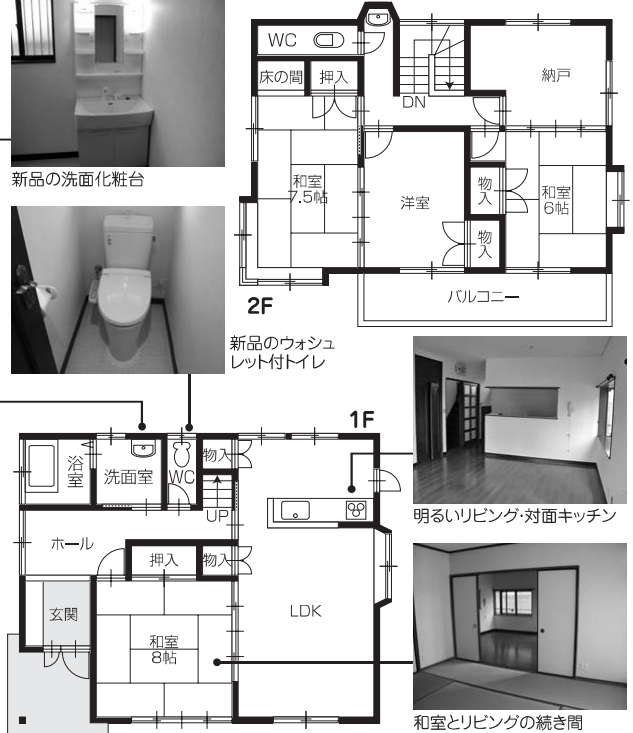 新品の洗面化粧台
WC
床の間
押入
DN
納戸
和室
7.5帖
洋室
物入
物入
和室
6帖
バルコニー
2F
新品のウォシュ
レット付トイレ
1F
浴室
洗面室
WC
物入
UP
ホール
押入
物入
玄関
和室
8帖
LDK
明るいリビング・対面キッチン
和室とリビングの続き間